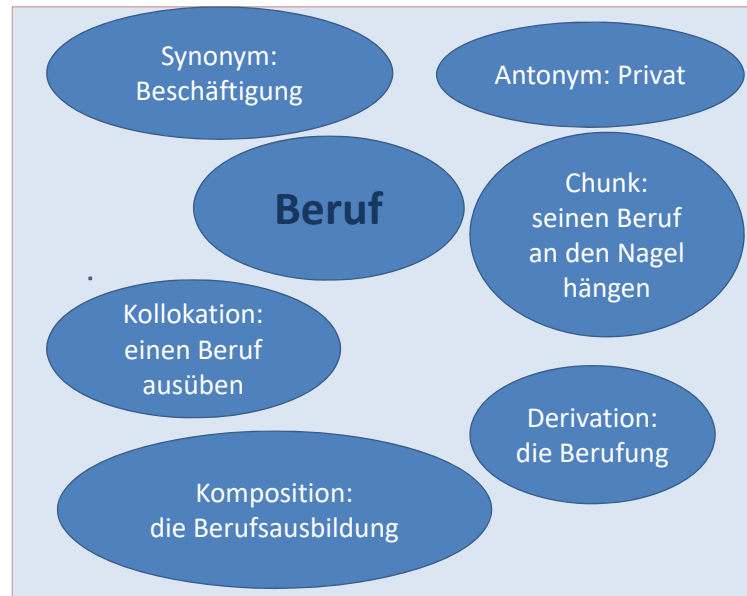 Synonym:
Beschäftigung
Antonym: Privat
Beruf
Chunk:
seinen Beruf
an den Nagel
hängen
Kollokation:
einen Beruf
ausüben
Derivation:
die Berufung
Komposition:
die Berufsausbildung